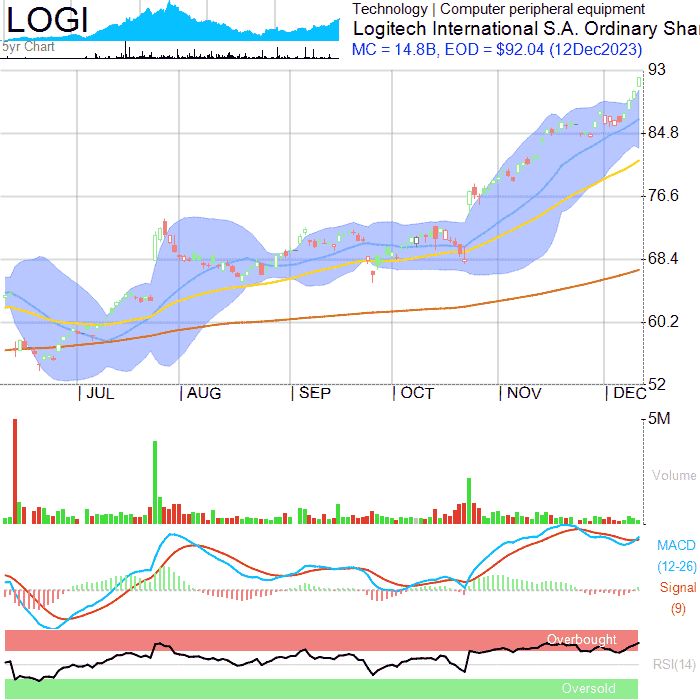 LOGI
5yr Chart
Technology | Computer peripheral equipment
Logitech International S.A. Ordinary Shar
MC = 14.8B, EOD = $92.04 (12Dec2023)
93
84.8
76.6
68.4
60.2
52
JUL
AUG
SEP
OCT
NOV
DEC
5M
Volume
MACD
(12-26)
Signal
(9)
Overbought
RSI(14)
Oversold